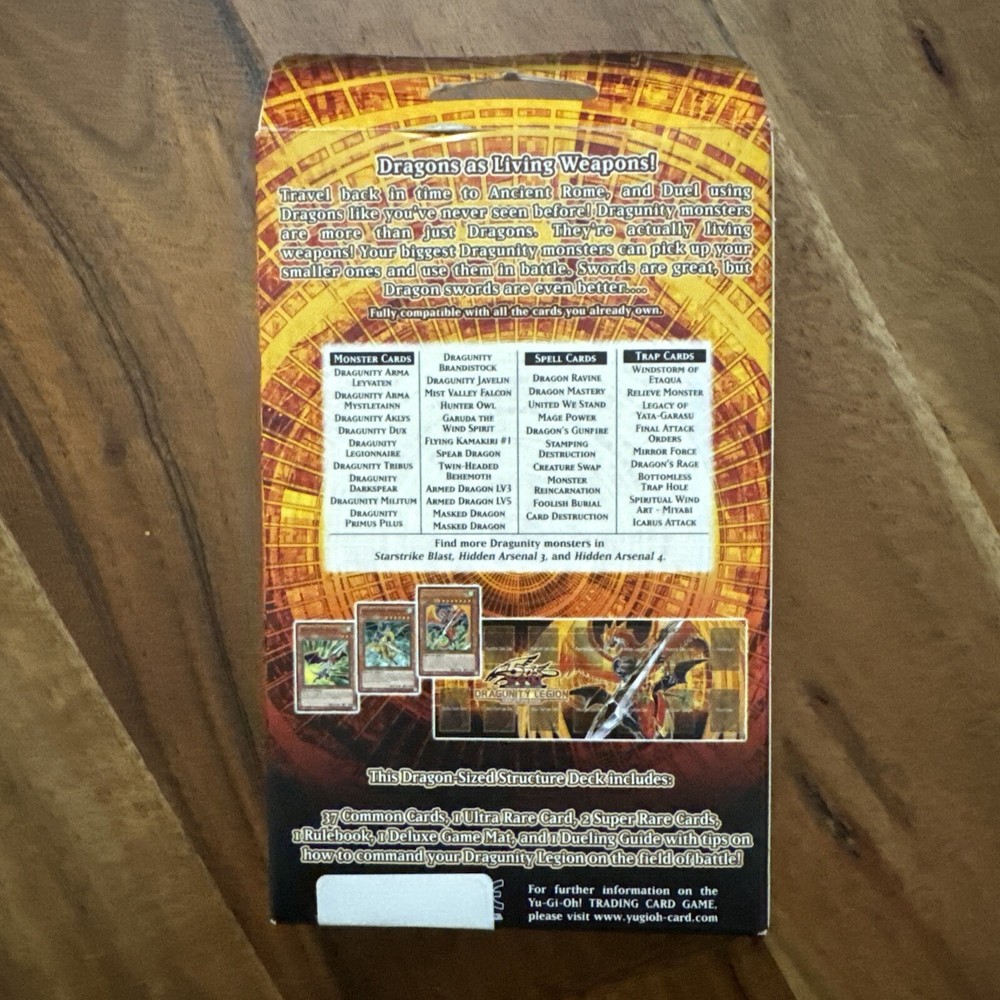 Dragons as Living Weapons!
Travel back in time to Ancient Rome, and Duel using
Dragons like you've never seen before! Dragunity monsters
are more than just Dragons. They're actually living
weapons! Your biggest Dragunity monsters can pick up your
smaller ones and use them in battle. Swords are great, but
Dragon swords are even better....
Fully compatible with all the cards you already own.
MONSTER CARDS
DRAGUNITY ARMA
LEYVATEN
DRAGUNITY ARMA
MYSTLETAINN
DRAGUNITY AKLYS
DRAGUNITY DUX
DRAGUNITY
LEGIONNAIRE
DRAGUNITY TRIBUS
DRAGUNITY
DARKSPEAR
DRAGUNITY MILITUM
DRAGUNITY
PRIMUS PILUS
DRAGUNITY
BRANDISTOCK
DRAGUNITY JAVELIN
MIST VALLEY FALCON
HUNTER OWL
GARUDA THE
WIND SPIRIT
FLYING KAMAKIRI #1
SPEAR DRAGON
TWIN-HEADED
BEHEMOTH
ARMED DRAGON LV3
ARMED DRAGON LV5
MASKED DRAGON
MASKED DRAGON
SPELL CARDS
DRAGON RAVINE
DRAGON MASTERY
UNITED WE STAND
MAGE POWER
DRAGON'S GUNFIRE
STAMPING
DESTRUCTION
CREATURE SWAP
MONSTER
REINCARNATION
FOOLISH BURIAL
CARD DESTRUCTION
TRAP CARDS
WINDSTORM OF
ETAQUA
RELIEVE MONSTER
LEGACY OF
YATA-GARASU
FINAL ATTACK
ORDERS
MIRROR FORCE
DRAGON'S RAGE
BOTTOMLESS
TRAP HOLE
SPIRITUAL WIND
ART - MIYABI
ICARUS ATTACK
Find more Dragunity monsters in
Starstrike Blast, Hidden Arsenal 3, and Hidden Arsenal 4.
DRAGUNITY LEGION
This Dragon-Sized Structure Deck includes:
37 Common Cards, 1 Ultra Rare Card, 2 Super Rare Cards,
1 Rulebook, 1 Deluxe Game Mat, and 1 Dueling Guide with tips on
how to command your Dragunity Legion on the field of battle!
For further information on the
Yu-Gi-Oh! TRADING CARD GAME,
please visit www.yugioh-card.com